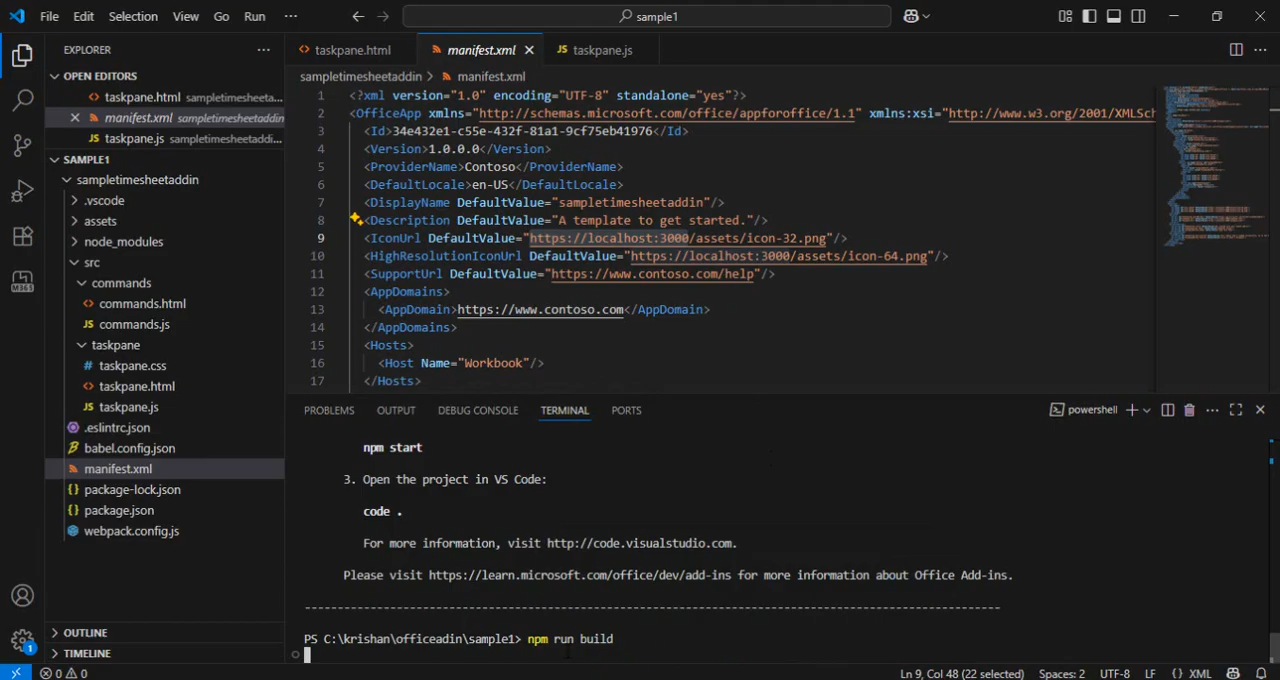 File Edit Selection View Go Run ··· sample1
EXPLORER
OPEN EDITORS
taskpane.html sampletimesheeta...
manifest.xml sampletimesheetaddin
taskpane.js sampletimesheetaddi...
SAMPLE1
sampletimesheetaddin
.vscode
assets
node_modules
src
commands
commands.html
commands.js
taskpane
taskpane.css
taskpane.html
taskpane.js
.eslintrc.json
babel.config.json
manifest.xml
package-lock.json
package.json
webpack.config.js
OUTLINE
TIMELINE
taskpane.html manifest.xml taskpane.js
sampletimesheetaddin > manifest.xml
1 <?xml version="1.0" encoding="UTF-8" standalone="yes"?>
2 <OfficeApp xmlns="http://schemas.microsoft.com/office/appforoffice/1.1" xmlns:xsi="http://www.w3.org/2001/XMLSch
3 <Id>34e432e1-c55e-432f-81a1-9cf75eb41976</Id>
4 <Version>1.0.0.0</Version>
5 <ProviderName>Contoso</ProviderName>
6 <DefaultLocale>en-US</DefaultLocale>
7 <DisplayName DefaultValue="sampletimesheetaddin"/>
8 <Description DefaultValue="A template to get started."/>
9 <IconUrl DefaultValue="https://localhost:3000/assets/icon-32.png"/>
10 <HighResolutionIconUrl DefaultValue="https://localhost:3000/assets/icon-64.png"/>
11 <SupportUrl DefaultValue="https://www.contoso.com/help"/>
12 <AppDomains>
13 <AppDomain>https://www.contoso.com</AppDomain>
14 </AppDomains>
15 <Hosts>
16 <Host Name="Workbook"/>
17 </Hosts>
PROBLEMS OUTPUT DEBUG CONSOLE TERMINAL PORTS powershell
npm start
3. Open the project in VS Code:
code .
For more information, visit http://code.visualstudio.com.
Please visit https://learn.microsoft.com/office/dev/add-ins for more information about Office Add-ins.
----------------------------------------------------------------------------------------------------------
PS C:\krishan\officeadin\sample1> npm run build
M365
1
0 0 Ln 9, Col 48 (22 selected) Spaces: 2 UTF-8 LF {} XML